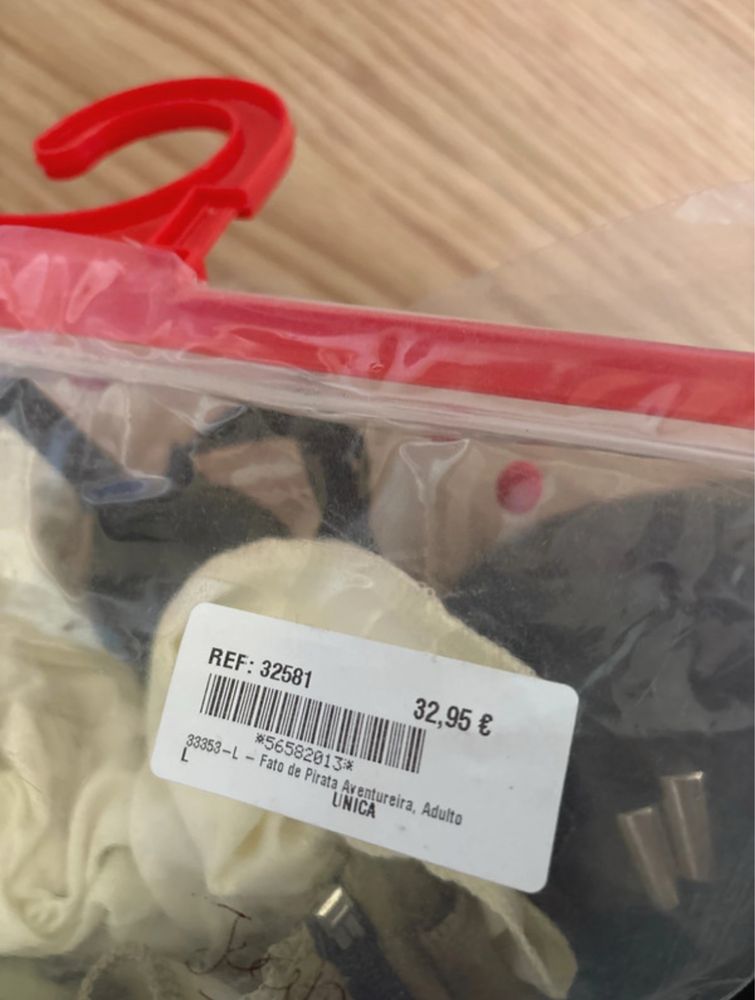 REF: 32581
32,95 €
*56582013*
33353-L - Fato de Pirata Aventureira, Adulto
L
UNICA